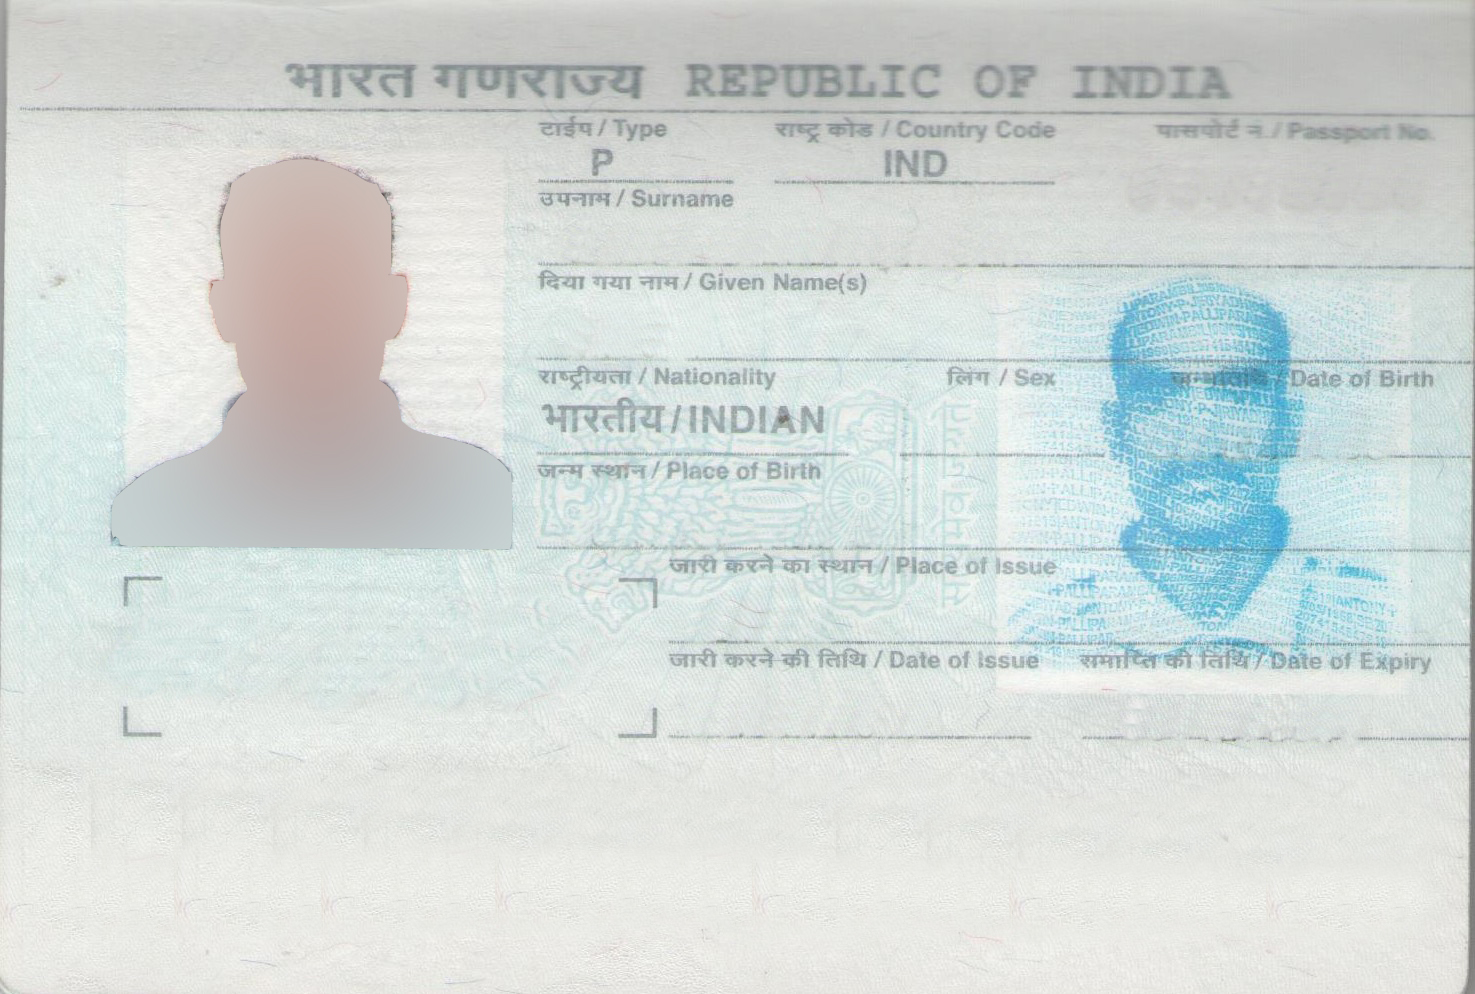 भारत गणराज्य REPUBLIC OF INDIA
टाईप / Type राष्ट्र कोड / Country Code पासपोर्ट नं. / Passport No.
P IND
उपनाम / Surname
दिया गया नाम / Given Name(s)
राष्ट्रीयता / Nationality लिंग / Sex जन्मतिथि / Date of Birth
भारतीय / INDIAN
जन्म स्थान / Place of Birth
जारी करने का स्थान / Place of Issue
जारी करने की तिथि / Date of Issue समाप्ति की तिथि / Date of Expiry